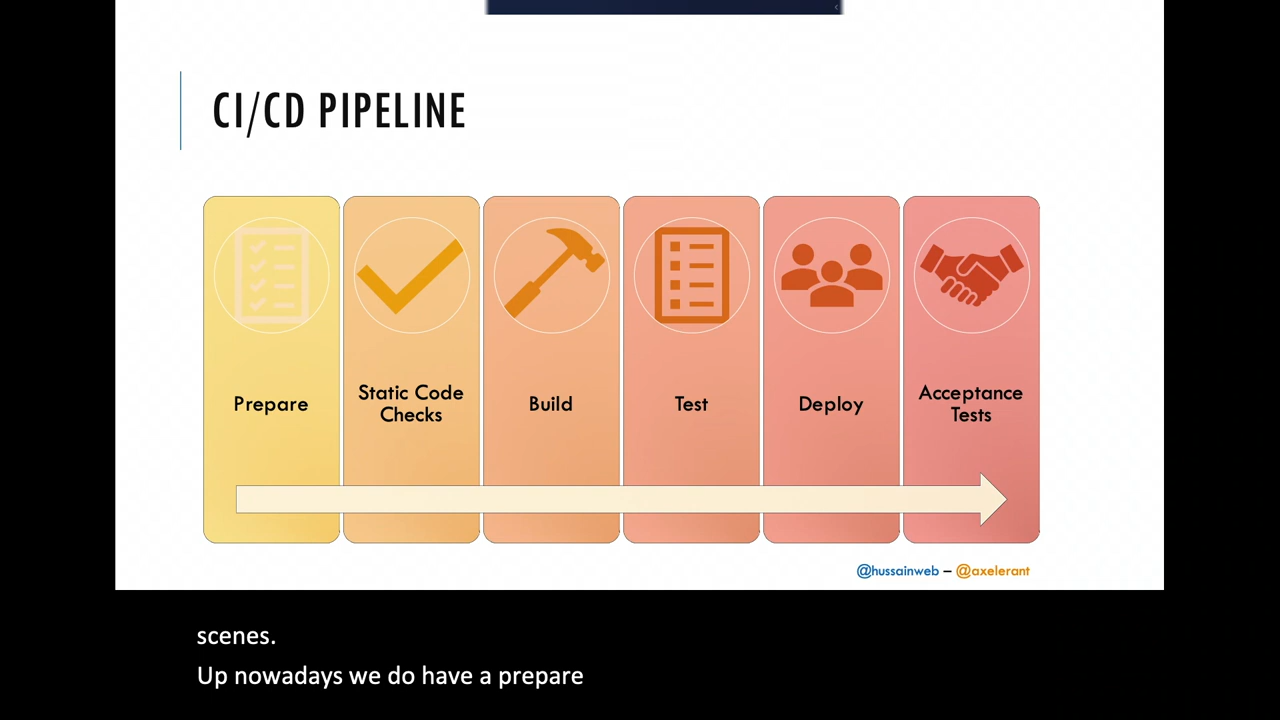 CI/CD PIPELINE
Prepare
Static Code
Checks
Build
Test
Deploy
Acceptance
Tests
@hussainweb – @axelerant
scenes.
Up nowadays we do have a prepare